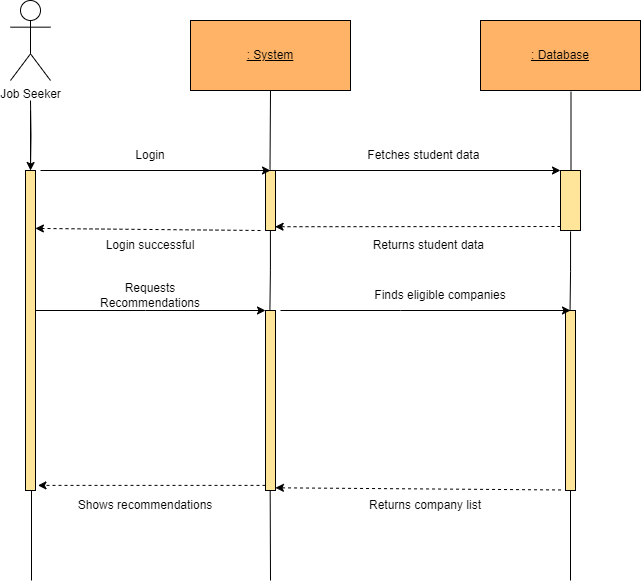 : System
: Database
Job Seeker
Login
Fetches student data
Login successful
Returns student data
Requests
Recommendations
Finds eligible companies
Shows recommendations
Returns company list